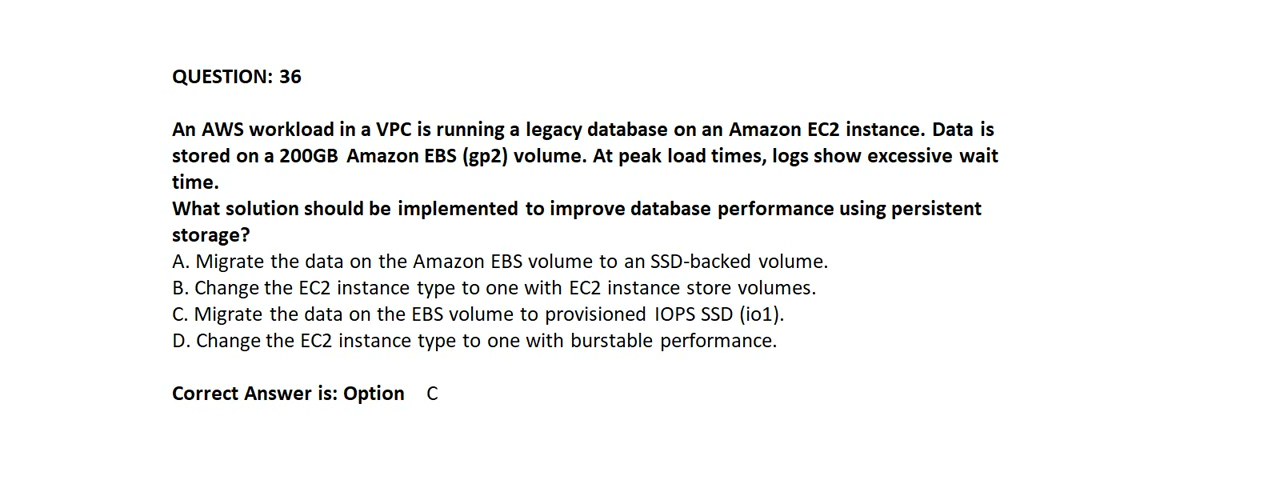 QUESTION: 36
An AWS workload in a VPC is running a legacy database on an Amazon EC2 instance. Data is
stored on a 200GB Amazon EBS (gp2) volume. At peak load times, logs show excessive wait
time.
What solution should be implemented to improve database performance using persistent
storage?
A. Migrate the data on the Amazon EBS volume to an SSD-backed volume.
B. Change the EC2 instance type to one with EC2 instance store volumes.
C. Migrate the data on the EBS volume to provisioned IOPS SSD (io1).
D. Change the EC2 instance type to one with burstable performance.
Correct Answer is: Option C